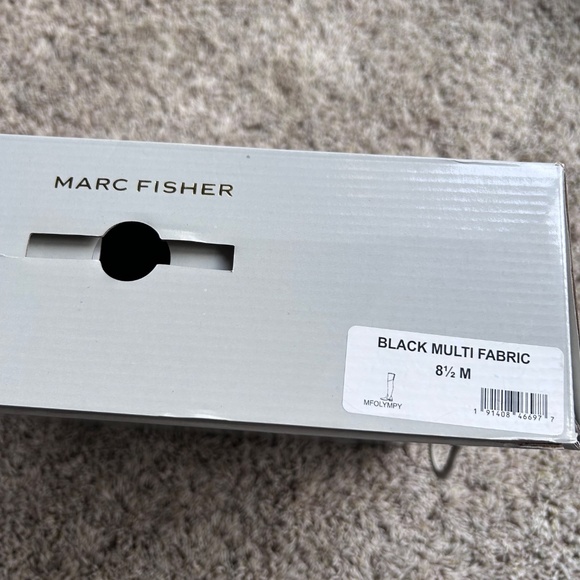 MARC FISHER
BLACK MULTI FABRIC
8½ M
MFOLYMPY
1 91408 46697 7